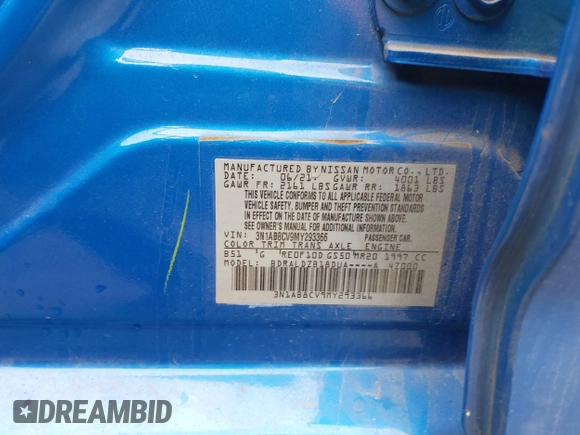 MANUFACTURED BY NISSAN MOTOR CO., LTD.
DATE: 06/21 GVWR: 4001 LBS
GAWR FR: 2161 LBS GAWR RR: 1863 LBS
THIS VEHICLE CONFORMS TO ALL APPLICABLE FEDERAL MOTOR
VEHICLE SAFETY, BUMPER AND THEFT PREVENTION STANDARDS
IN EFFECT ON THE DATE OF MANUFACTURE SHOWN ABOVE.
SEE OWNER'S MANUAL FOR ADDITIONAL INFORMATION.
VIN: 3N1AB8CV9MY293366 PASSENGER CAR.
COLOR TRIM TRANS AXLE ENGINE
B51 G RE0F10D GS50 MR20 1997 CC
MODEL: BDRALDZB18DUA----A 47000
3N1AB8CV9MY293366
DREAMBID